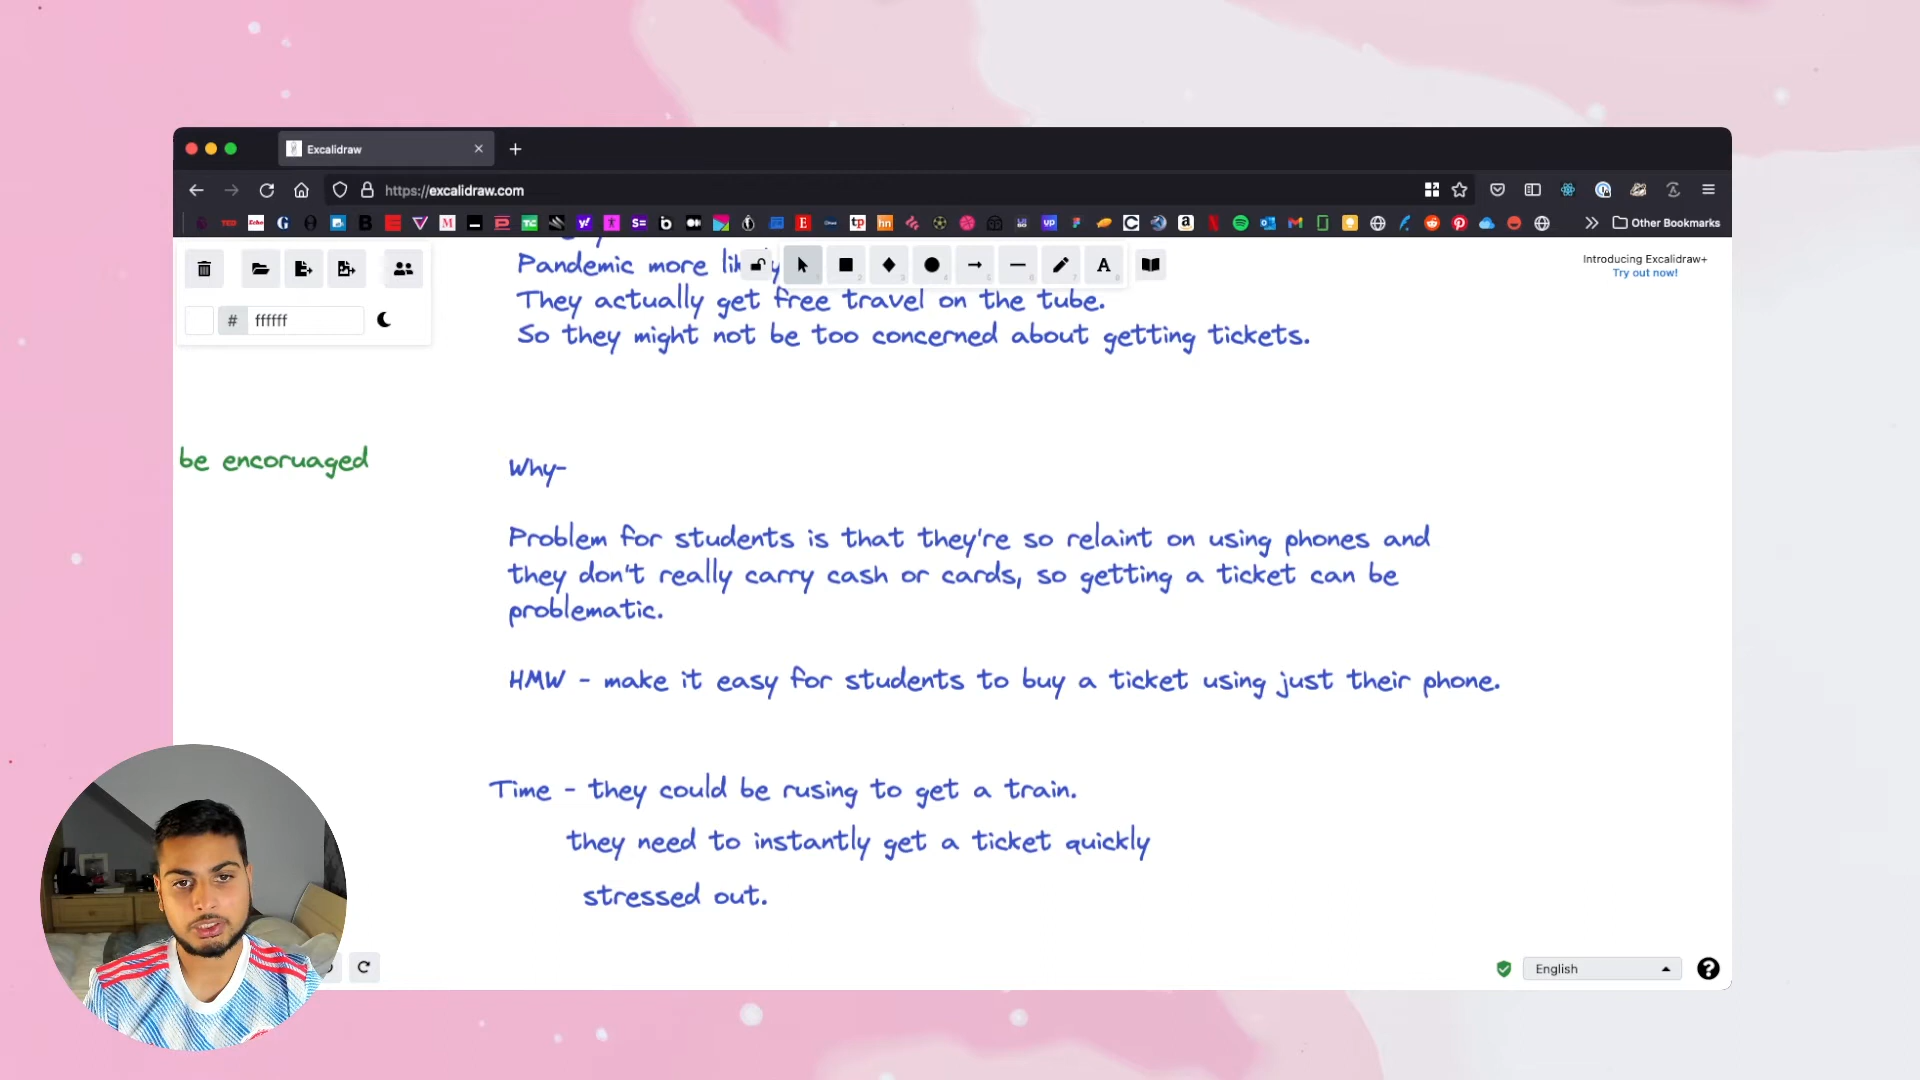 Excalidraw
https://excalidraw.com
Other Bookmarks
Pandemic more likely
They actually get free travel on the tube.
So they might not be too concerned about getting tickets.
Introducing Excalidraw+
Try out now!
# ffffff
be encoruaged
Why-
Problem for students is that they're so relaint on using phones and
they don't really carry cash or cards, so getting a ticket can be
problematic.
HMW - make it easy for students to buy a ticket using just their phone.
Time - they could be rusing to get a train.
they need to instantly get a ticket quickly
stressed out.
English